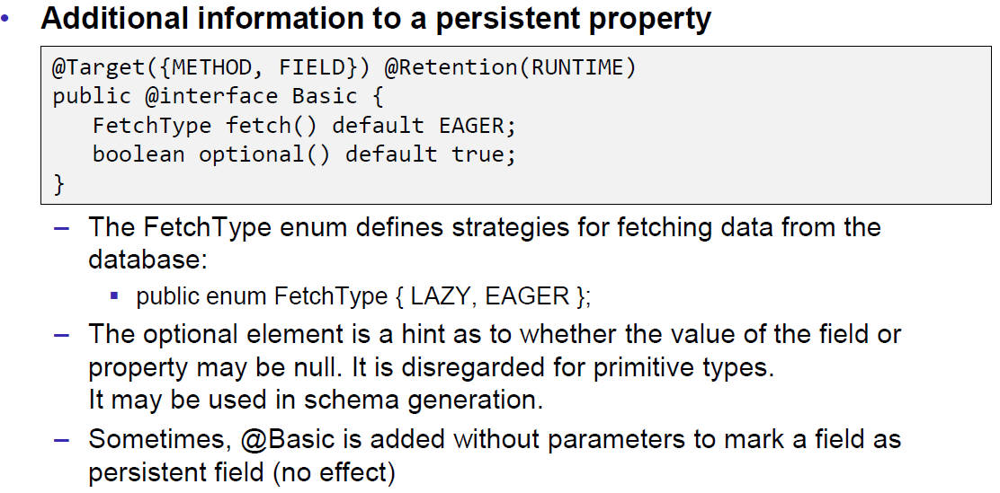 • Additional information to a persistent property
@Target({METHOD, FIELD}) @Retention(RUNTIME)
public @interface Basic {
   FetchType fetch() default EAGER;
   boolean optional() default true;
}
– The FetchType enum defines strategies for fetching data from the
database:
▪ public enum FetchType { LAZY, EAGER };
– The optional element is a hint as to whether the value of the field or
property may be null. It is disregarded for primitive types.
It may be used in schema generation.
– Sometimes, @Basic is added without parameters to mark a field as
persistent field (no effect)